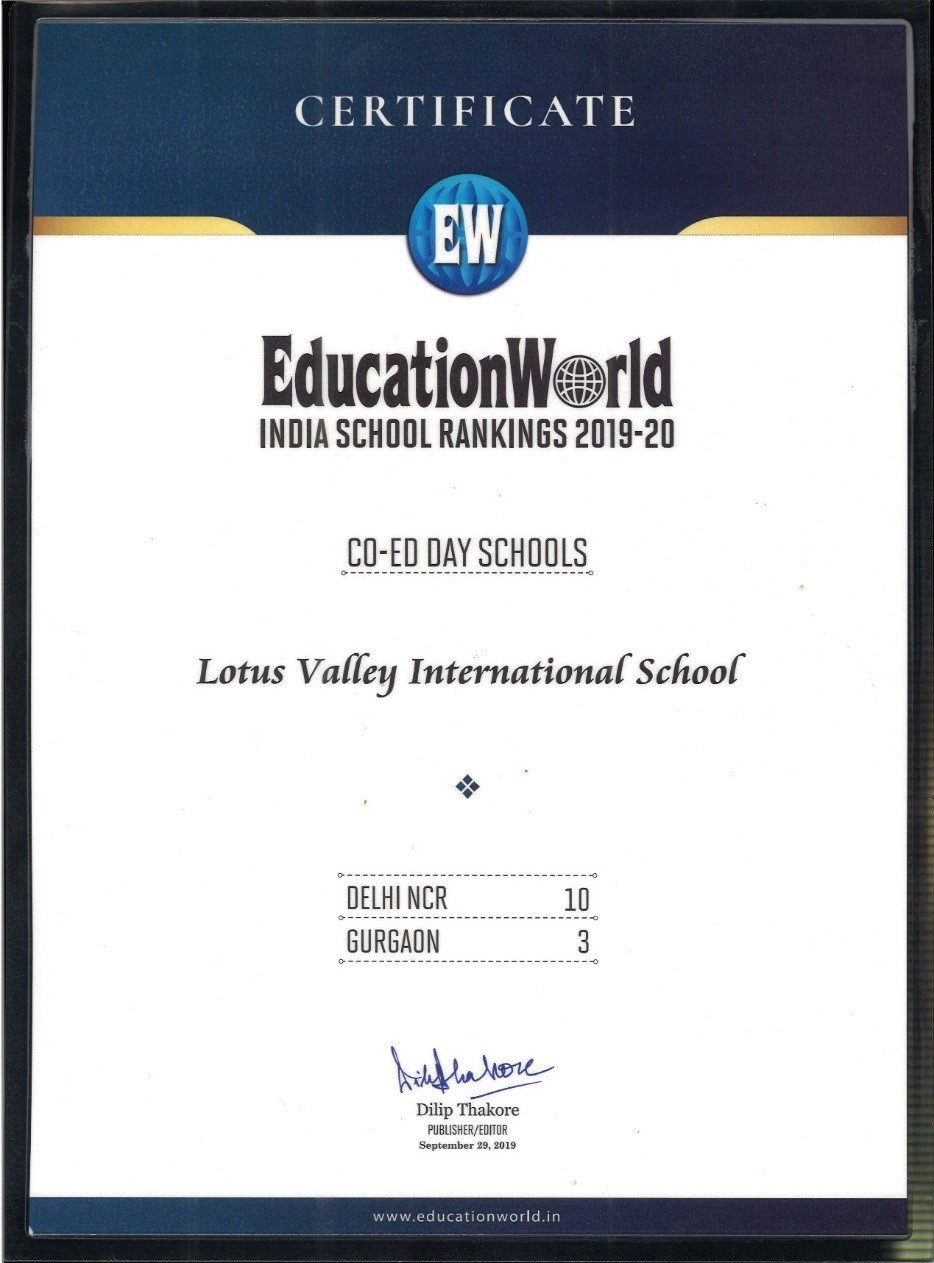 CERTIFICATE
EW
EducationWorld
INDIA SCHOOL RANKINGS 2019-20
CO-ED DAY SCHOOLS
Lotus Valley International School
DELHI NCR 10
GURGAON 3
Dilip Thakore
Dilip Thakore
PUBLISHER/EDITOR
September 29, 2019
www.educationworld.in